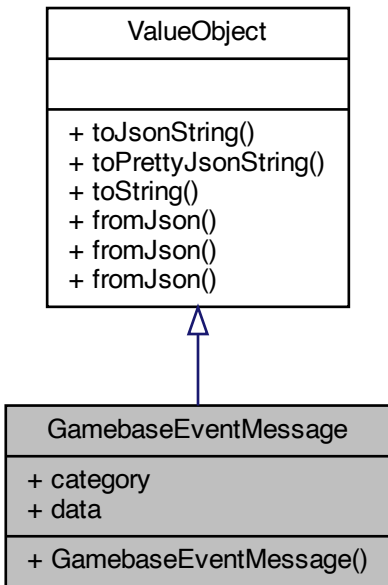 ValueObject
+ toJsonString()
+ toPrettyJsonString()
+ toString()
+ fromJson()
+ fromJson()
+ fromJson()
GamebaseEventMessage
+ category
+ data
+ GamebaseEventMessage()